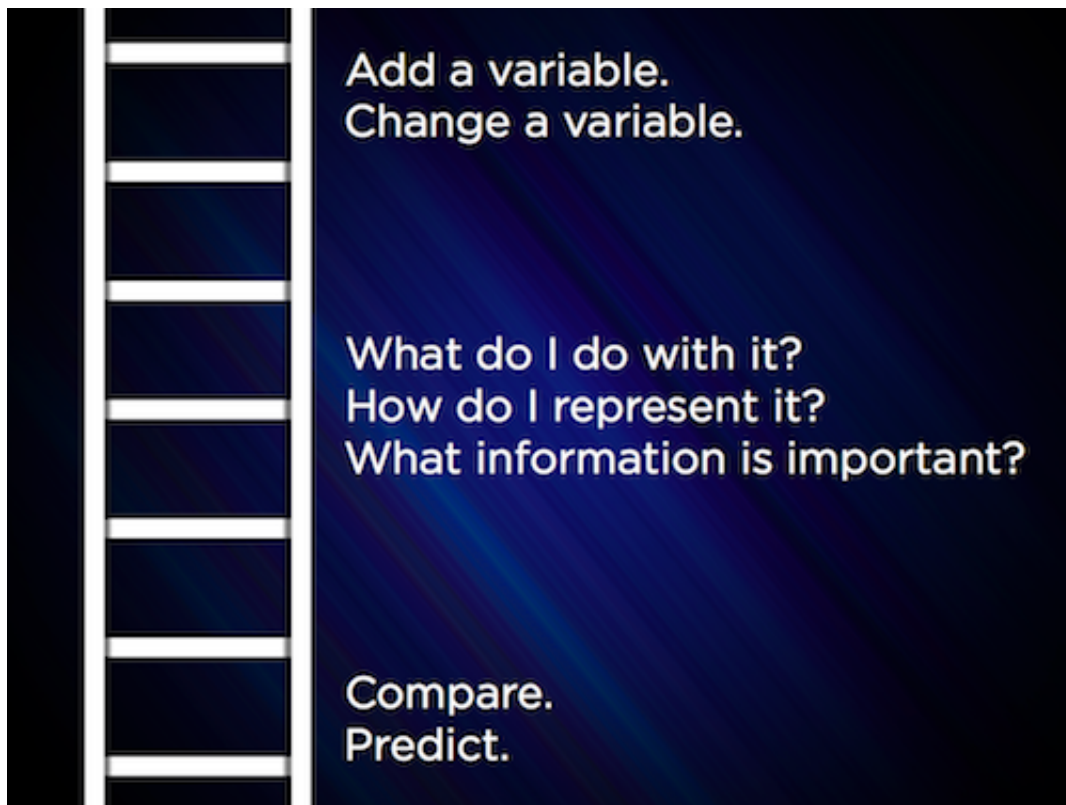 Add a variable.
Change a variable.
What do I do with it?
How do I represent it?
What information is important?
Compare.
Predict.